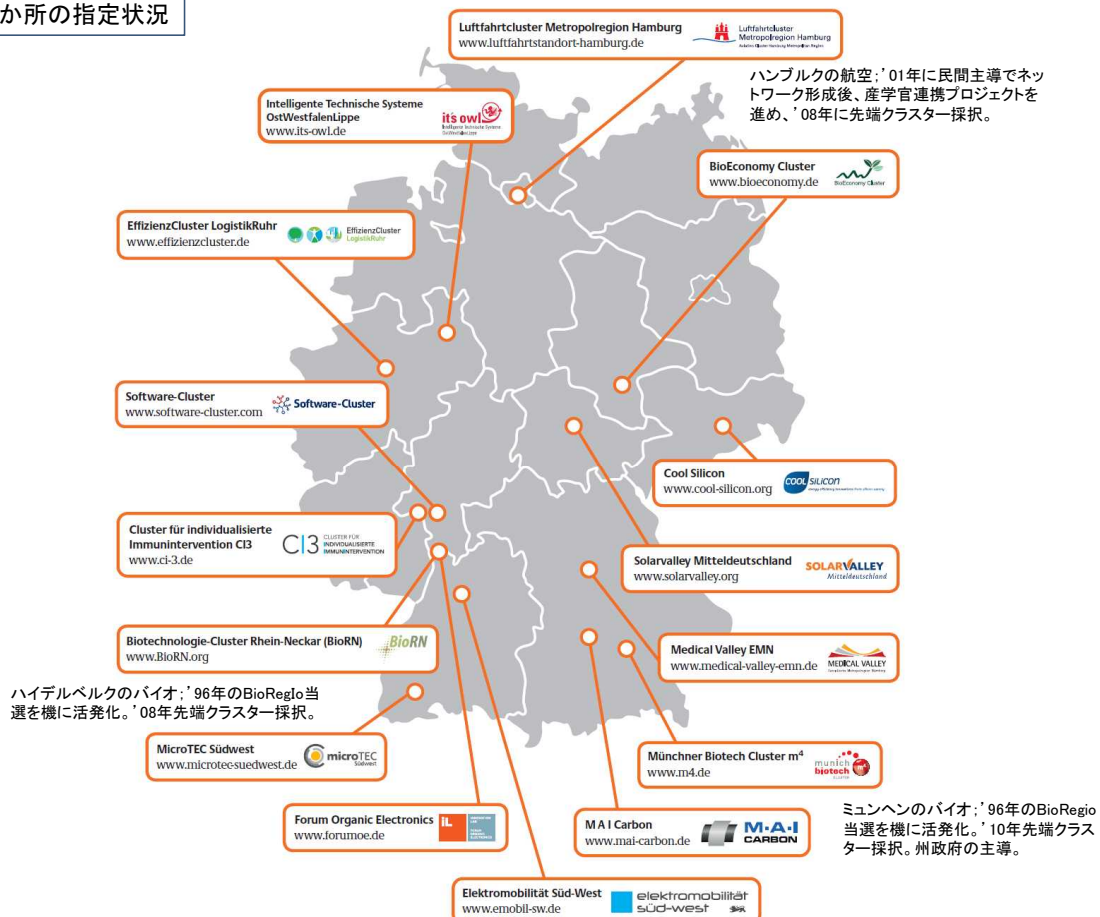 か所の指定状況
Luftfahrtcluster Metropolregion Hamburg
www.luftfahrtstandort-hamburg.de
Luftfahrtcluster
Metropolregion Hamburg
ハンブルクの航空;’01年に民間主導でネッ
トワーク形成後、産学官連携プロジェクトを
進め、’08年に先端クラスター採択。
Intelligente Technische Systeme
OstWestfalenLippe
www.its-owl.de
it's owl
Intelligente Technische Systeme
OstWestfalenLippe
BioEconomy Cluster
www.bioeconomy.de
BioEconomy Cluster
EffizienzCluster LogistikRuhr
www.effizienzcluster.de
EffizienzCluster
LogistikRuhr
Software-Cluster
www.software-cluster.com
Software-Cluster
Cool Silicon
www.cool-silicon.org
COOL SILICON
Cluster für individualisierte
Immunintervention CI3
www.ci-3.de
CI3
CLUSTER FÜR
INDIVIDUALISIERTE
IMMUNINTERVENTION
Solarvalley Mitteldeutschland
www.solarvalley.org
SOLARVALLEY
Mitteldeutschland
Biotechnologie-Cluster Rhein-Neckar (BioRN)
www.BioRN.org
BioRN
Medical Valley EMN
www.medical-valley-emn.de
MEDICAL VALLEY
ハイデルベルクのバイオ;’96年のBioRegIo当
選を機に活発化。’08年先端クラスター採択。
MicroTEC Südwest
www.microtec-suedwest.de
microTEC
Südwest
Münchner Biotech Cluster m⁴
www.m4.de
munich
biotech
CLUSTER
Forum Organic Electronics
www.forumoe.de
M A I Carbon
www.mai-carbon.de
M·A·I
CARBON
ミュンヘンのバイオ;’96年のBioRegio
当選を機に活発化。’10年先端クラス
ター採択。州政府の主導。
Elektromobilität Süd-West
www.emobil-sw.de
elektromobilität
süd-west